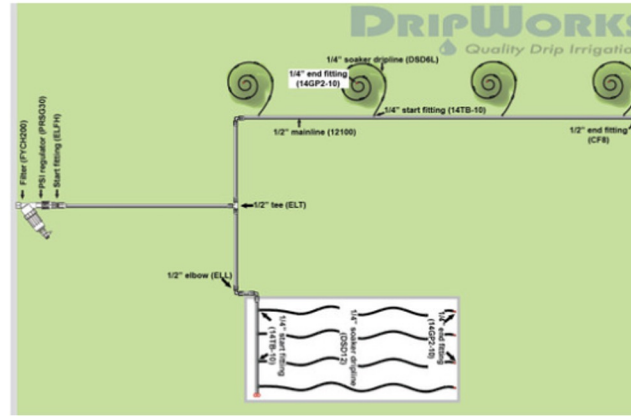 DRIPWORKS
Quality Drip Irrigatio
1/4" soaker dripline (DSD6L)
1/4" end fitting
(14GP2-10)
1/4" start fitting (14TB-10)
1/2" mainline (12100)
1/2" end fitting
(CF8)
Filter (FYCH200)
PSI regulator (PRSG30)
Start fitting (ELFH)
1/2" tee (ELT)
1/2" elbow (ELL)
1/4" start fitting
(14TB-10)
1/4" soaker dripline
(DSD12)
1/4" end fitting
(14GP2-10)